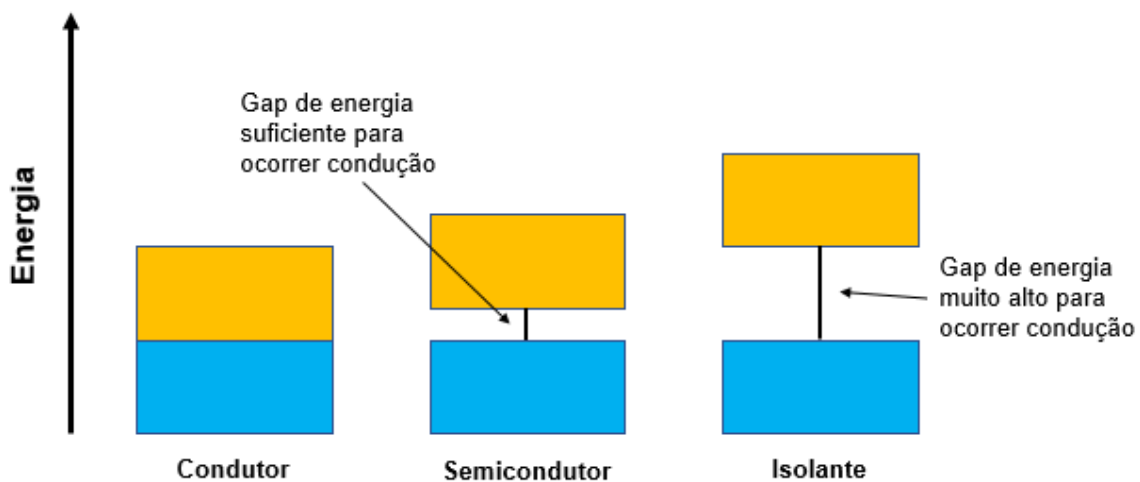 Energia
Gap de energia
suficiente para
ocorrer condução
Gap de energia
muito alto para
ocorrer condução
Condutor
Semicondutor
Isolante